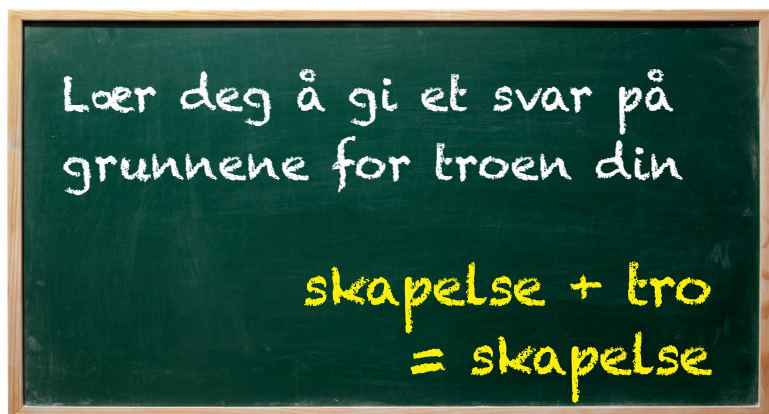 Lær deg å gi et svar på
grunnene for troen din
skapelse + tro
= skapelse